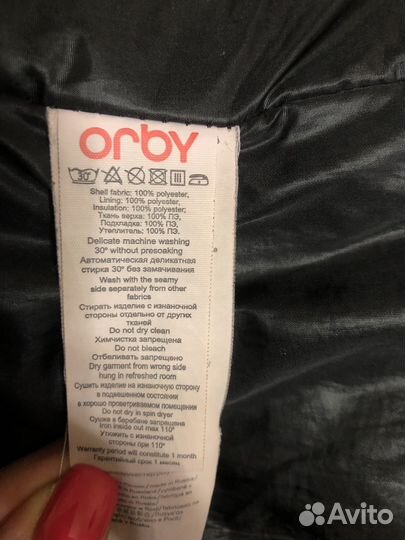 orby
30°
Shell fabric: 100% polyester,
Lining: 100% polyester,
Insulation: 100% polyester,
Ткань верха: 100% ПЭ,
Подкладка: 100% ПЭ,
Утеплитель: 100% ПЭ.
Delicate machine washing
30° without presoaking
Автоматическая деликатная
стирка 30° без замачивания
Wash with the seamy
side separately from other
fabrics
Стирать изделие с изнаночной
стороны отдельно от других
тканей
Do not dry clean
Химчистка запрещена
Do not bleach
Отбеливать запрещено
Dry garment from wrong side
hung in refreshed room
Сушить изделие на изнаночную сторону
в подвешенном состоянии
в хорошо проветриваемом помещении
Do not dry in spin dryer
Сушка в барабане запрещена
Iron inside out max 110°
Утюжить с изнаночной
стороны при 110°
Warranty period will constitute 1 month
Гарантийный срок 1 месяц
Avito